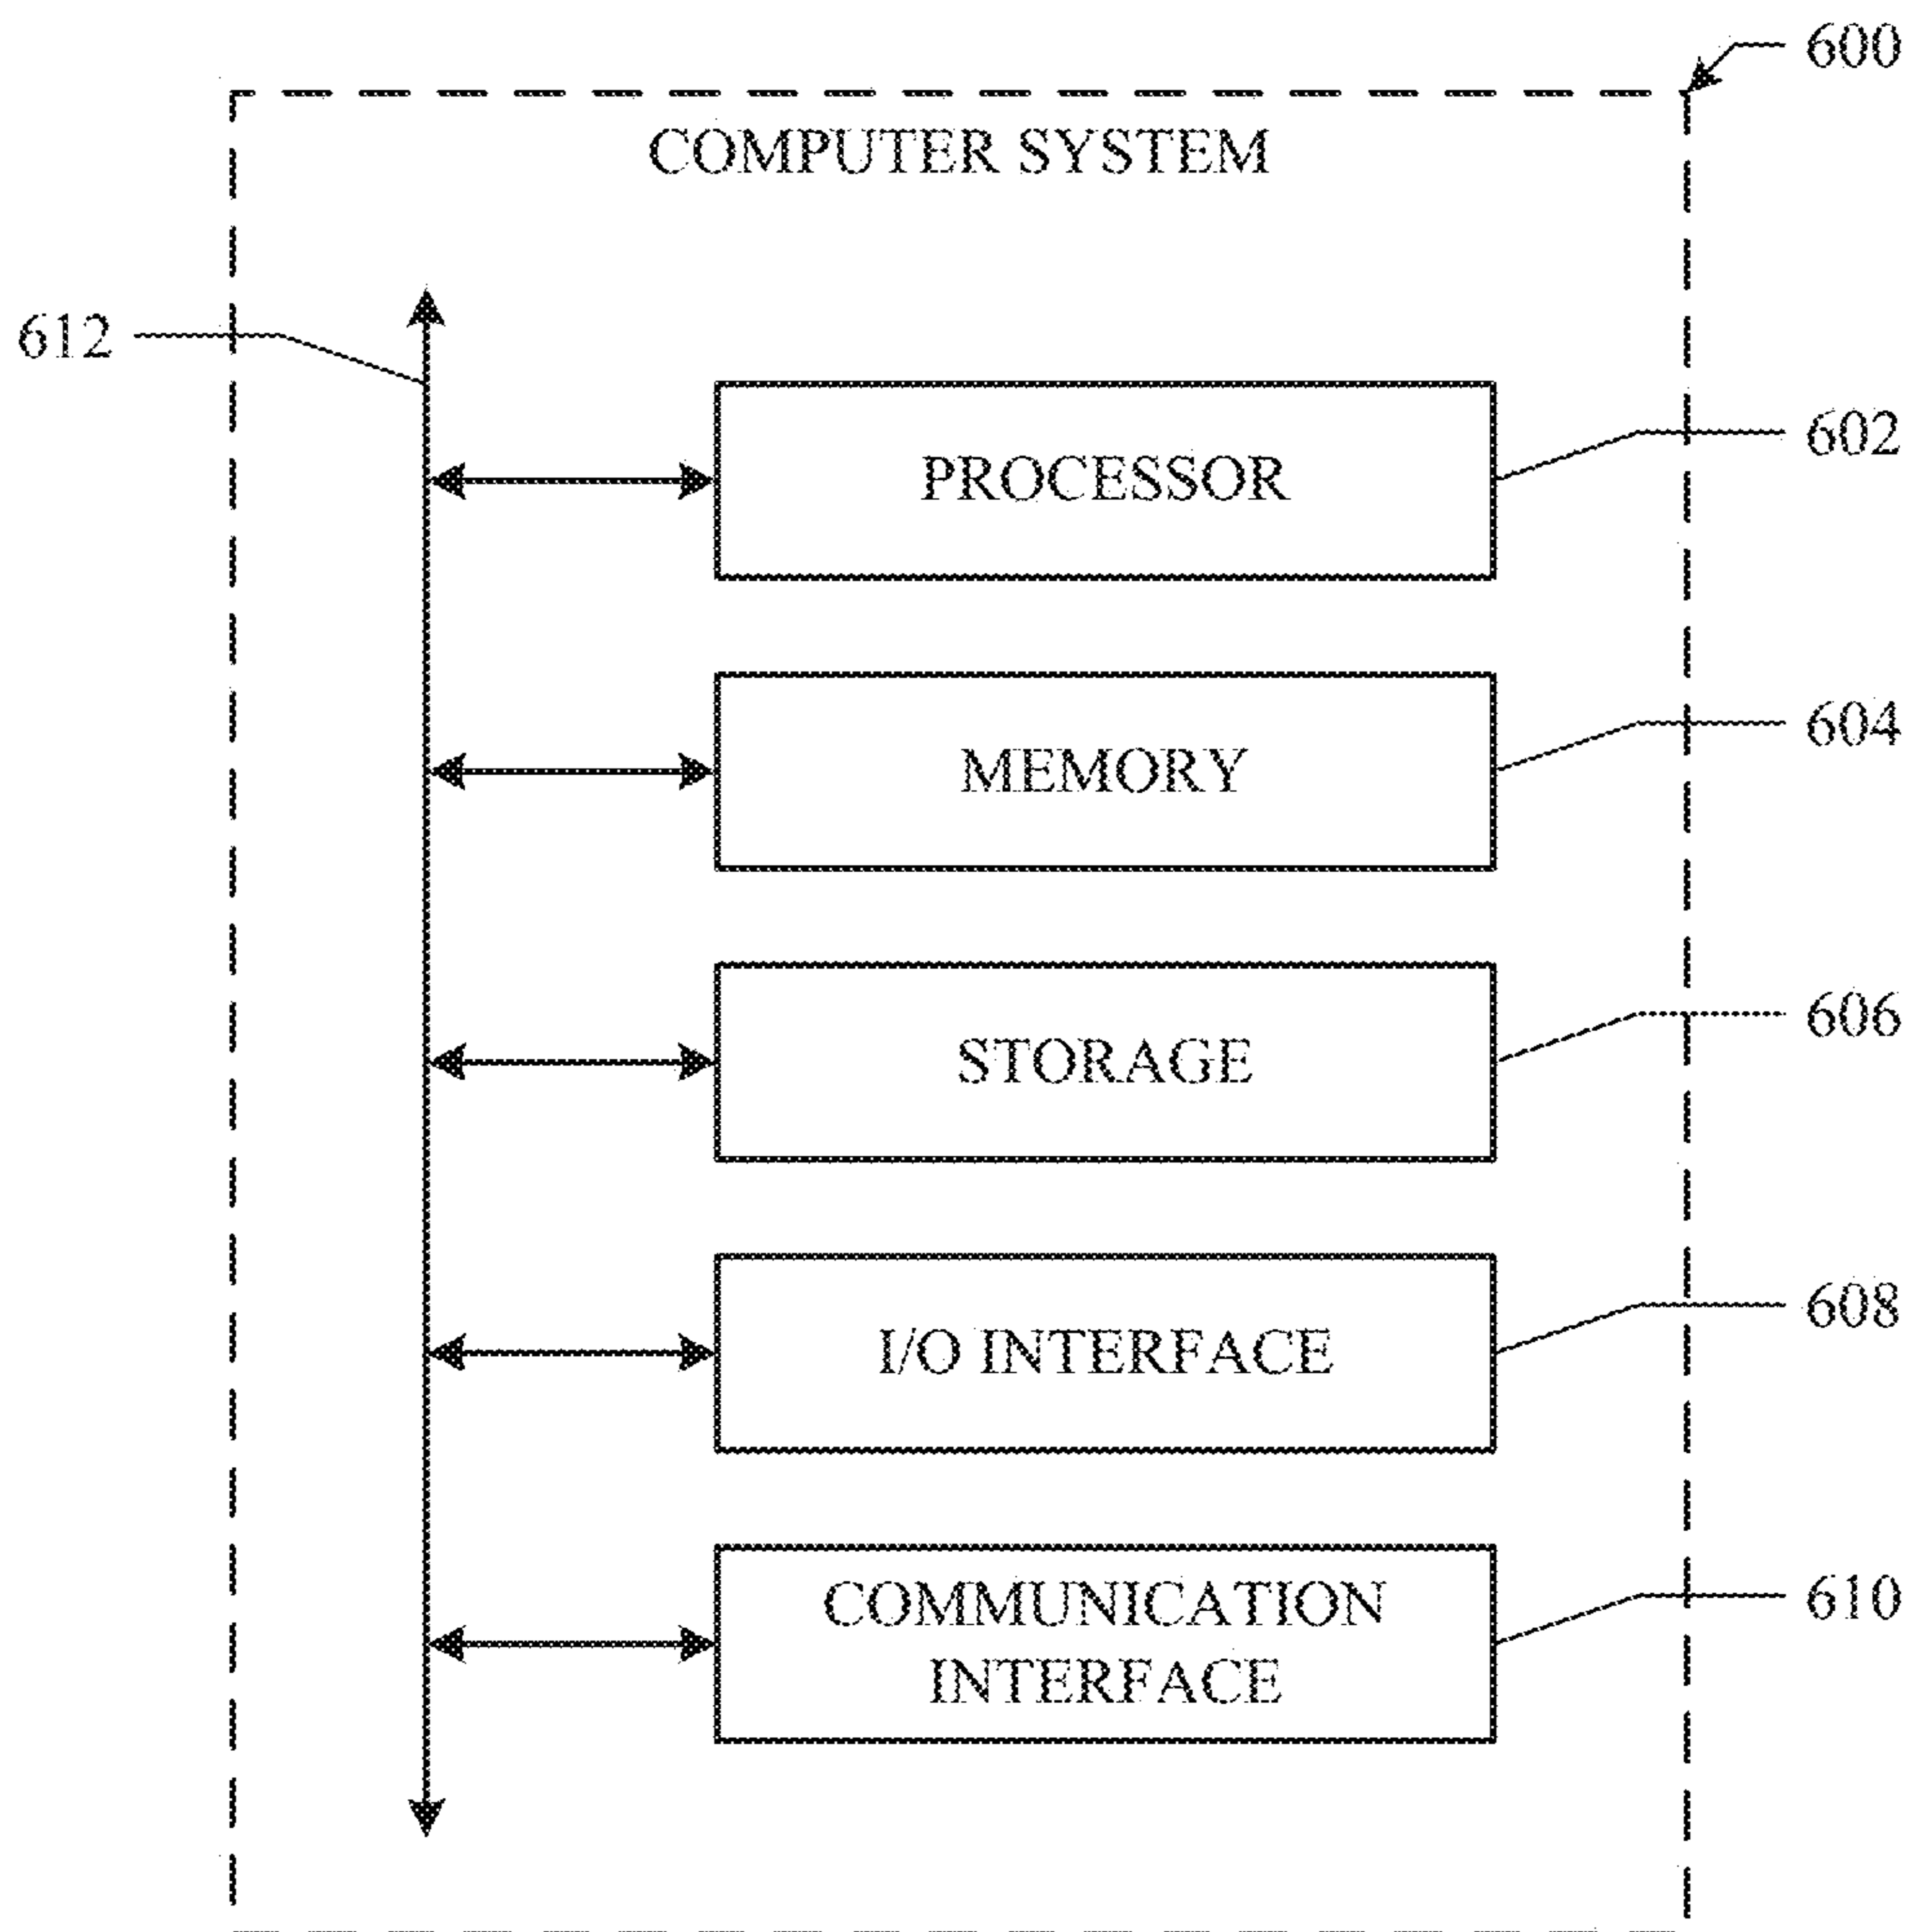 600
COMPUTER SYSTEM
612
602
PROCESSOR
604
MEMORY
606
STORAGE
608
I/O INTERFACE
610
COMMUNICATION
INTERFACE